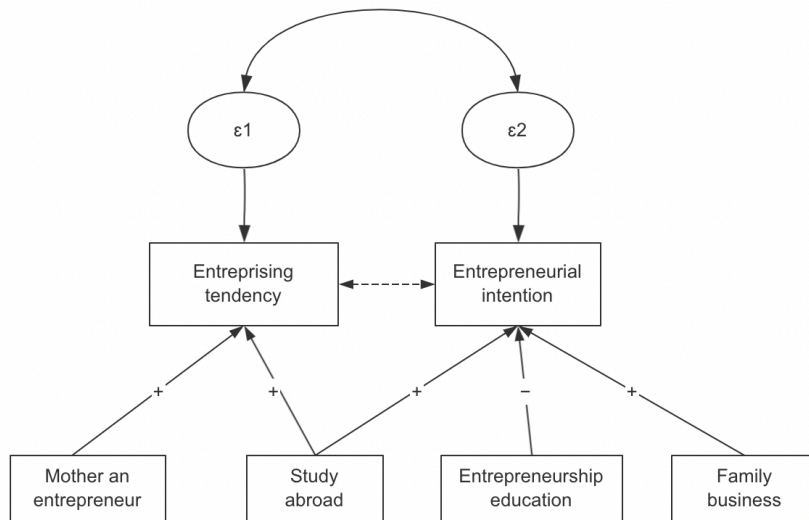 ε1
ε2
Entreprising
tendency
Entrepreneurial
intention
+
+
+
−
+
Mother an
entrepreneur
Study
abroad
Entrepreneurship
education
Family
business